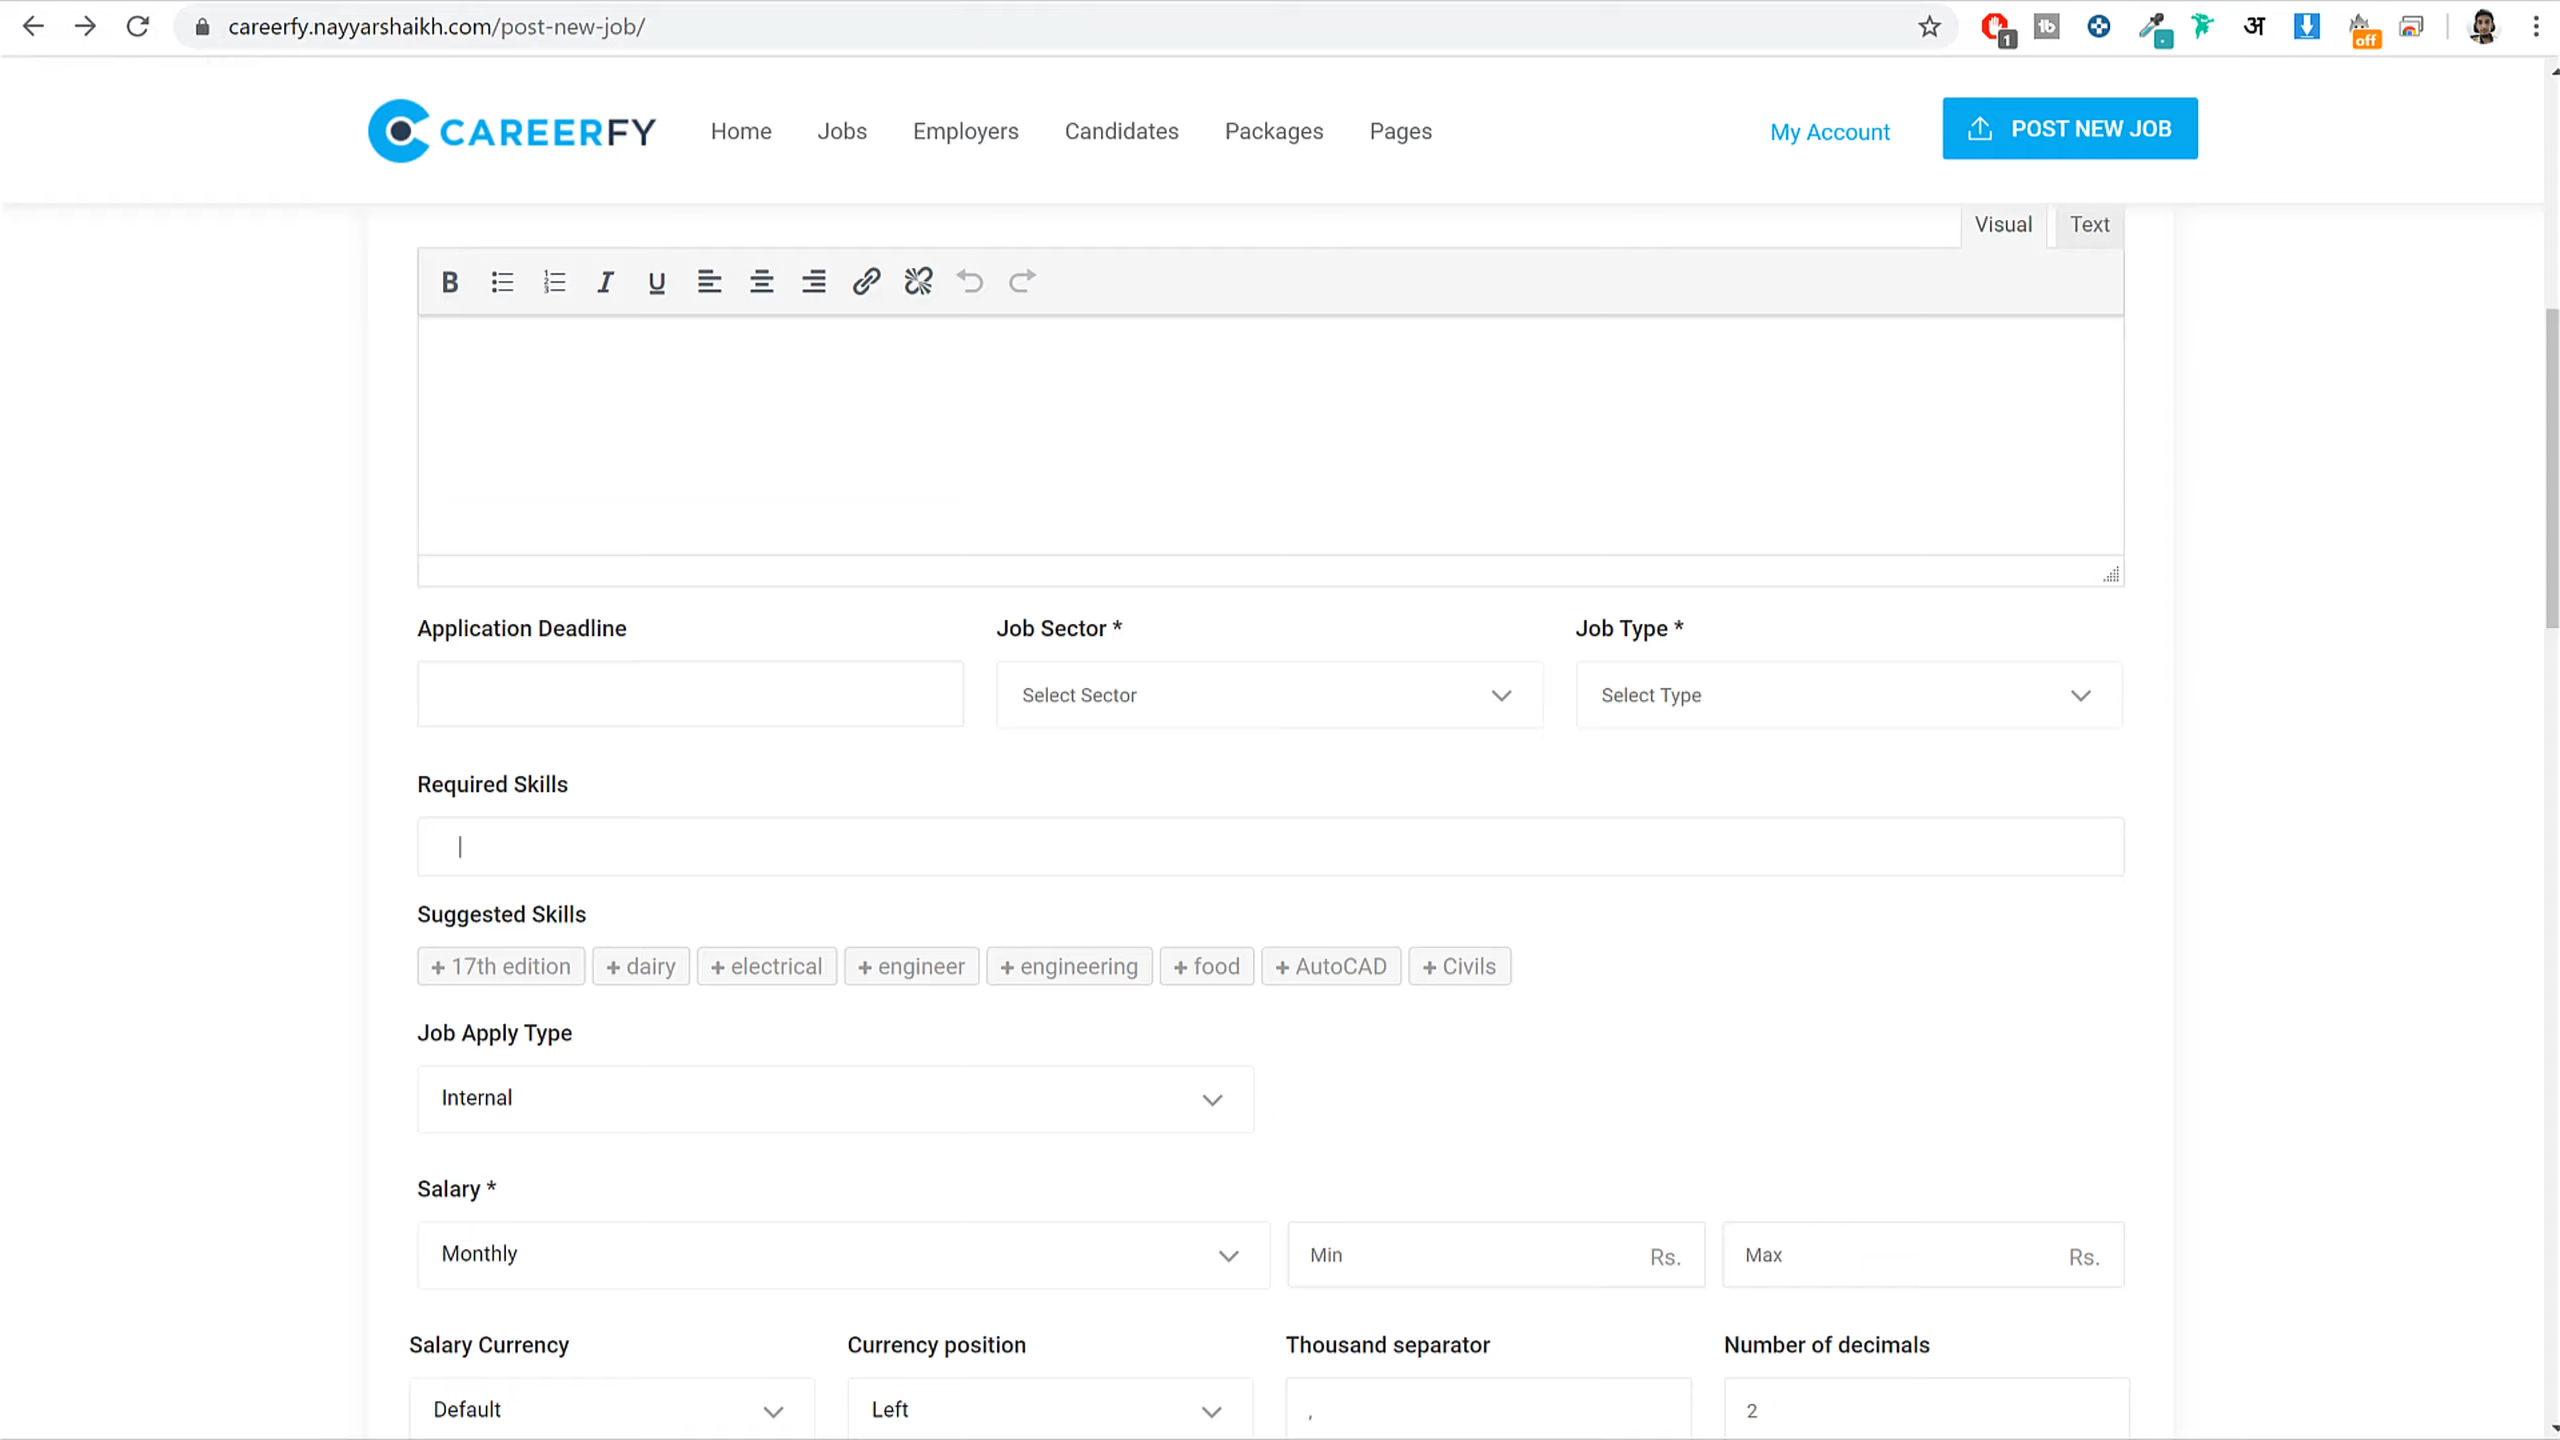 careerfy.nayyarshaikh.com/post-new-job/
1
off
CAREERFY
Home Jobs Employers Candidates Packages Pages
My Account
POST NEW JOB
Visual Text
B I U
Application Deadline Job Sector * Job Type *
Select Sector Select Type
Required Skills
Suggested Skills
+ 17th edition + dairy + electrical + engineer + engineering + food + AutoCAD + Civils
Job Apply Type
Internal
Salary *
Monthly Min Rs. Max Rs.
Salary Currency Currency position Thousand separator Number of decimals
Default Left , 2